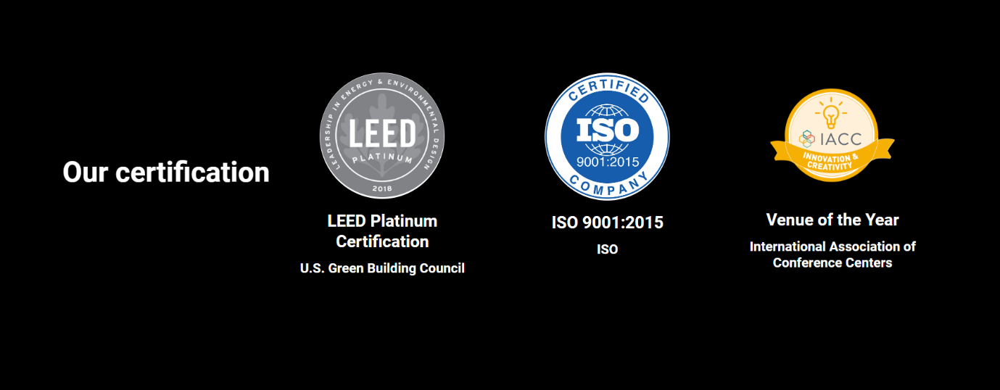 Our certification
LEADERSHIP IN ENERGY & ENVIRONMENTAL DESIGN
LEED
PLATINUM
2018
LEED Platinum
Certification
U.S. Green Building Council
CERTIFIED
ISO
9001:2015
COMPANY
ISO 9001:2015
ISO
IACC
INNOVATION &
CREATIVITY
Venue of the Year
International Association of
Conference Centers